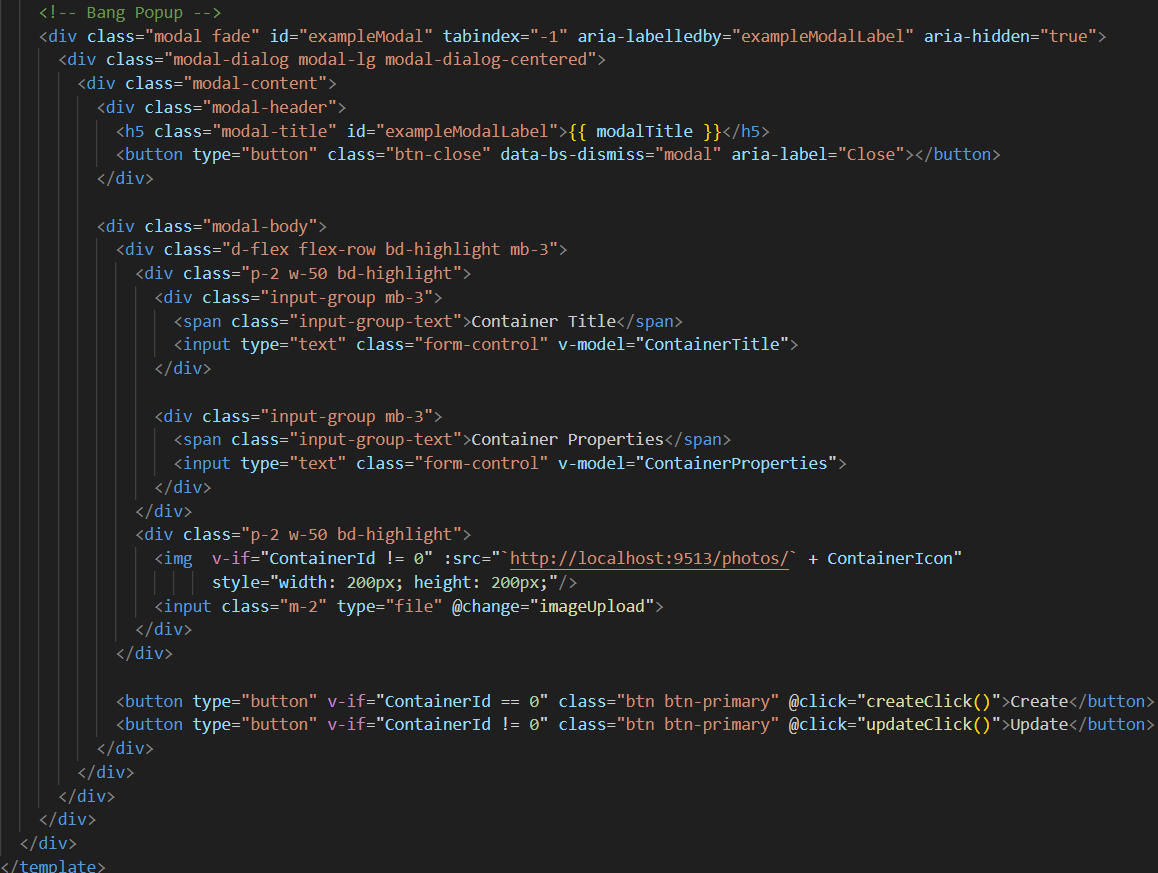 <!-- Bang Popup -->
<div class="modal fade" id="exampleModal" tabindex="-1" aria-labelledby="exampleModalLabel" aria-hidden="true">
<div class="modal-dialog modal-lg modal-dialog-centered">
<div class="modal-content">
<div class="modal-header">
<h5 class="modal-title" id="exampleModalLabel">{{ modalTitle }}</h5>
<button type="button" class="btn-close" data-bs-dismiss="modal" aria-label="Close"></button>
</div>
<div class="modal-body">
<div class="d-flex flex-row bd-highlight mb-3">
<div class="p-2 w-50 bd-highlight">
<div class="input-group mb-3">
<span class="input-group-text">Container Title</span>
<input type="text" class="form-control" v-model="ContainerTitle">
</div>
<div class="input-group mb-3">
<span class="input-group-text">Container Properties</span>
<input type="text" class="form-control" v-model="ContainerProperties">
</div>
</div>
<div class="p-2 w-50 bd-highlight">
<img  v-if="ContainerId != 0" :src="`http://localhost:9513/photos/` + ContainerIcon"
style="width: 200px; height: 200px;"/>
<input class="m-2" type="file" @change="imageUpload">
</div>
</div>
<button type="button" v-if="ContainerId == 0" class="btn btn-primary" @click="createClick()">Create</button>
<button type="button" v-if="ContainerId != 0" class="btn btn-primary" @click="updateClick()">Update</button>
</div>
</div>
</div>
</div>
</div>
</template>